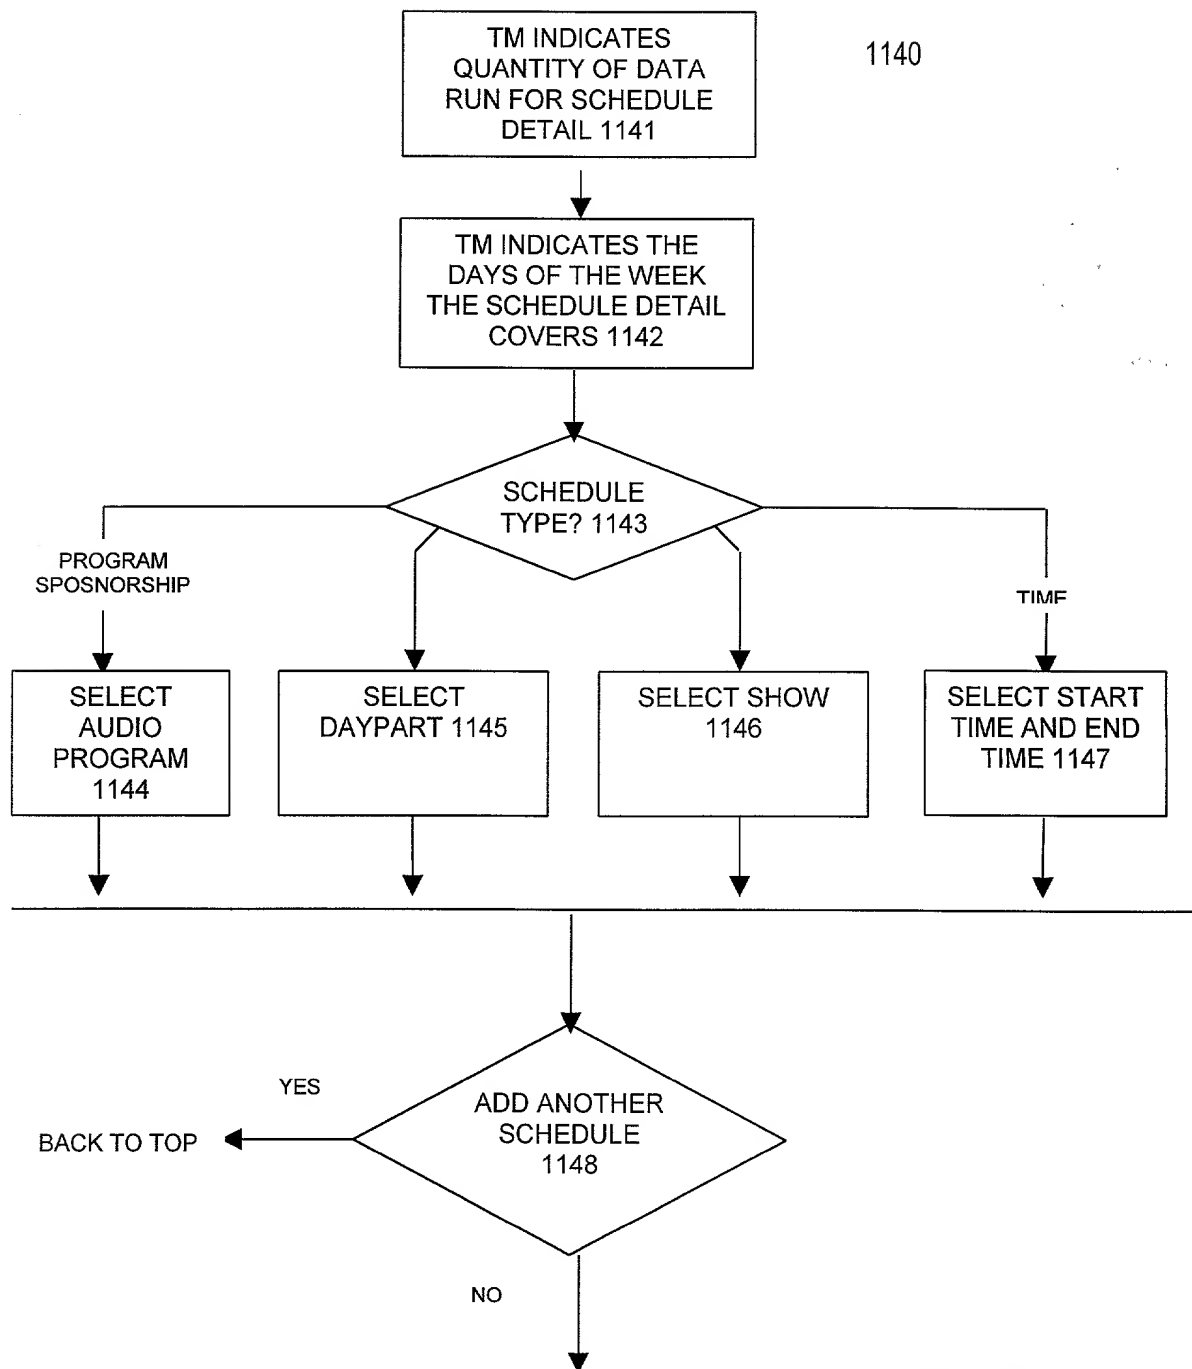 TM INDICATES
QUANTITY OF DATA
RUN FOR SCHEDULE
DETAIL 1141
1140
TM INDICATES THE
DAYS OF THE WEEK
THE SCHEDULE DETAIL
COVERS 1142
SCHEDULE
TYPE? 1143
PROGRAM
SPOSNORSHIP
TIME
SELECT
AUDIO
PROGRAM
1144
SELECT
DAYPART 1145
SELECT SHOW
1146
SELECT START
TIME AND END
TIME 1147
YES
ADD ANOTHER
SCHEDULE
1148
BACK TO TOP
NO